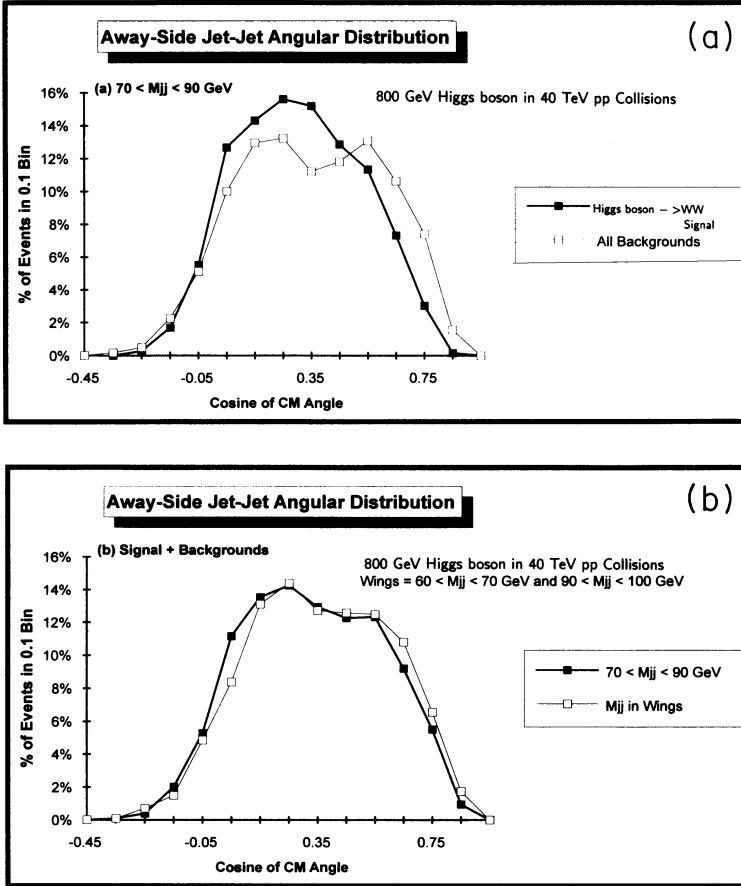 Away-Side Jet-Jet Angular Distribution
(a)
(a) 70 < Mjj < 90 GeV
800 GeV Higgs boson in 40 TeV pp Collisions
16%
14%
12%
10%
8%
6%
4%
2%
0%
% of Events in 0.1 Bin
-0.45
-0.05
0.35
0.75
Cosine of CM Angle
Higgs boson - >WW
Signal
All Backgrounds
Away-Side Jet-Jet Angular Distribution
(b)
(b) Signal + Backgrounds
800 GeV Higgs boson in 40 TeV pp Collisions
Wings = 60 < Mjj < 70 GeV and 90 < Mjj < 100 GeV
16%
14%
12%
10%
8%
6%
4%
2%
0%
% of Events in 0.1 Bin
-0.45
-0.05
0.35
0.75
Cosine of CM Angle
70 < Mjj < 90 GeV
Mjj in Wings